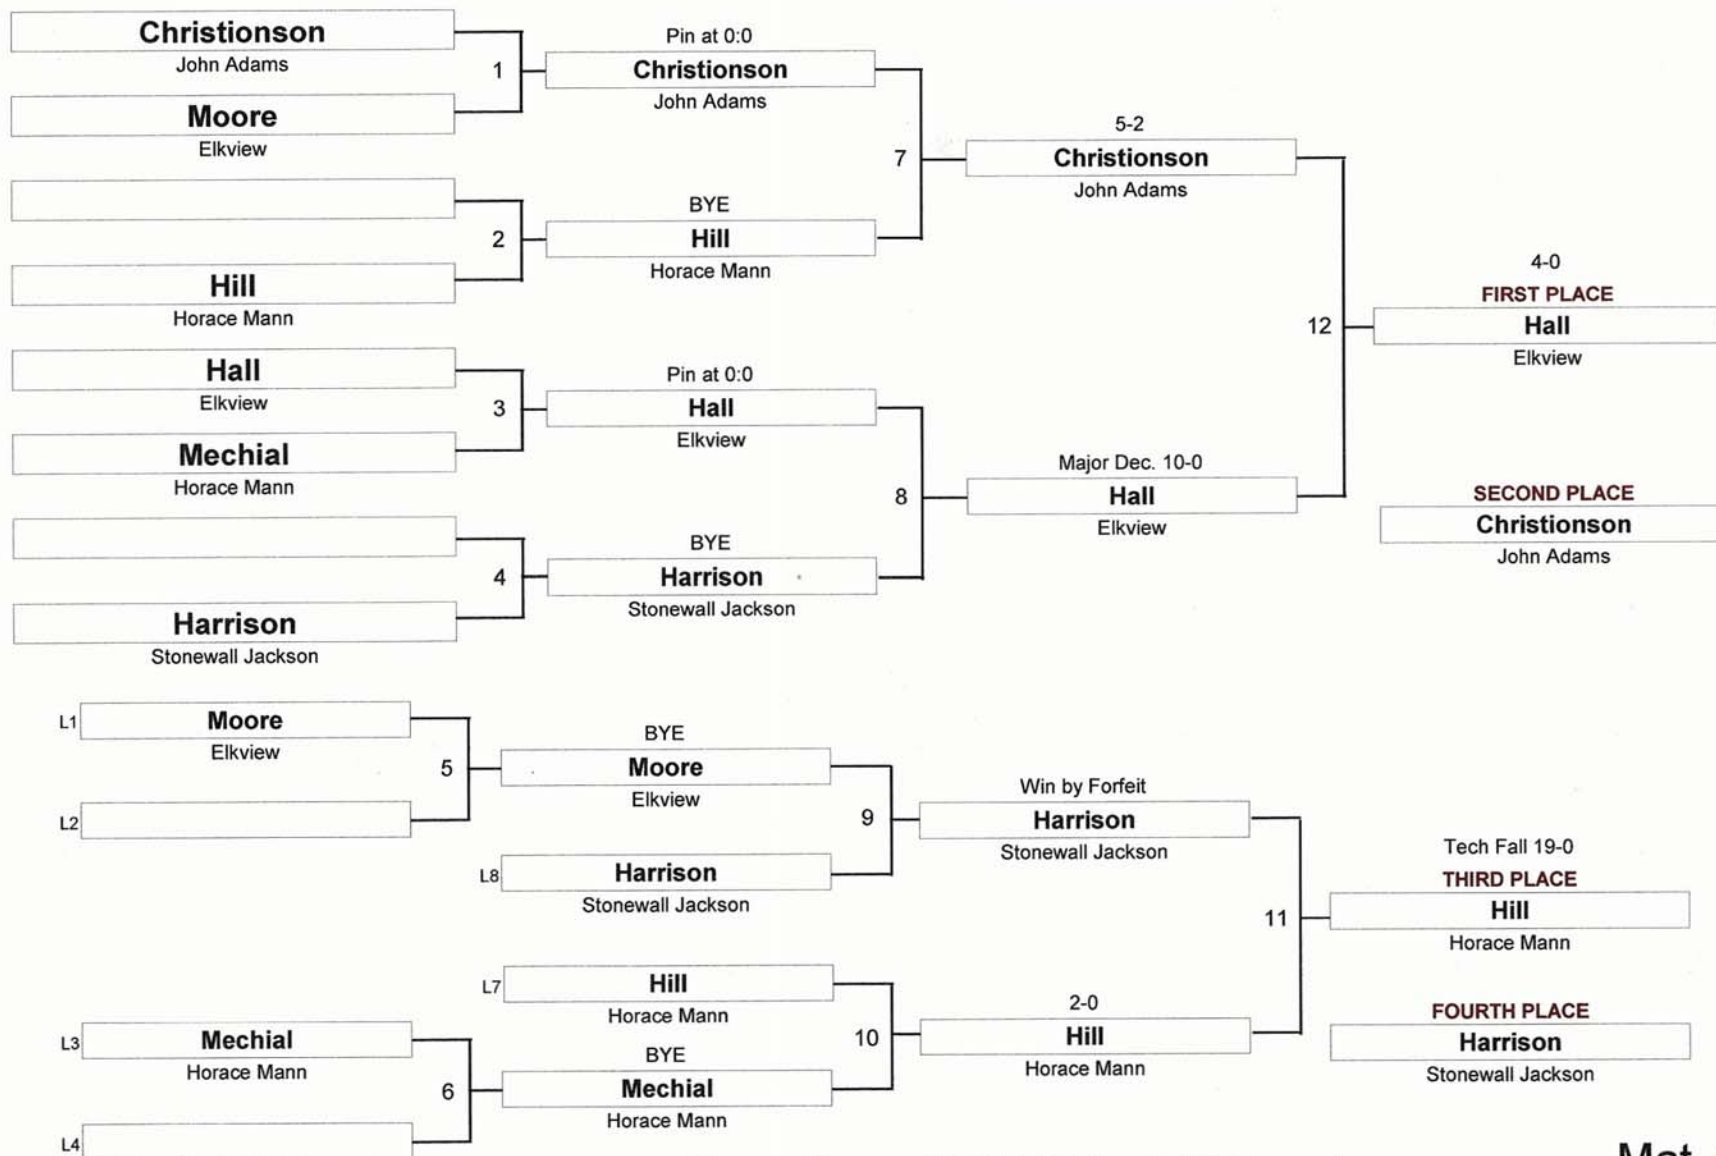 Christionson
John Adams
1
Moore
Elkview
2
Hill
Horace Mann
Hall
Elkview
3
Mechial
Horace Mann
4
Harrison
Stonewall Jackson
Pin at 0:0
Christionson
John Adams
7
BYE
Hill
Horace Mann
Pin at 0:0
Hall
Elkview
8
BYE
Harrison
Stonewall Jackson
5-2
Christionson
John Adams
12
Major Dec. 10-0
Hall
Elkview
4-0
FIRST PLACE
Hall
Elkview
SECOND PLACE
Christionson
John Adams
L1
Moore
Elkview
5
L2
BYE
Moore
Elkview
9
L8
Harrison
Stonewall Jackson
L7
Hill
Horace Mann
10
L3
Mechial
Horace Mann
6
L4
BYE
Mechial
Horace Mann
Win by Forfeit
Harrison
Stonewall Jackson
11
2-0
Hill
Horace Mann
Tech Fall 19-0
THIRD PLACE
Hill
Horace Mann
FOURTH PLACE
Harrison
Stonewall Jackson
Mat